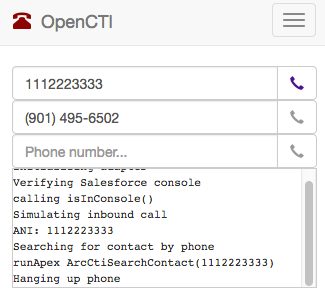 OpenCTI
1112223333
(901) 495-6502
Phone number...
Verifying Salesforce console
calling isInConsole()
Simulating inbound call
ANI: 1112223333
Searching for contact by phone
runApex ArcCtiSearchContact(1112223333)
Hanging up phone